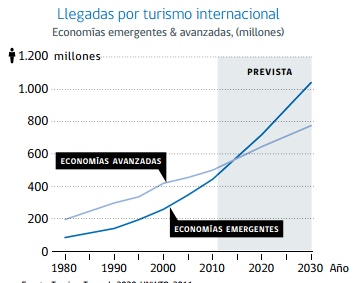 Llegadas por turismo internacional
Economías emergentes & avanzadas, (millones)
1.200 millones
PREVISTA
1.000
800
600
ECONOMÍAS AVANZADAS
400
200
ECONOMÍAS EMERGENTES
0
1980 1990 2000 2010 2020 2030 Año